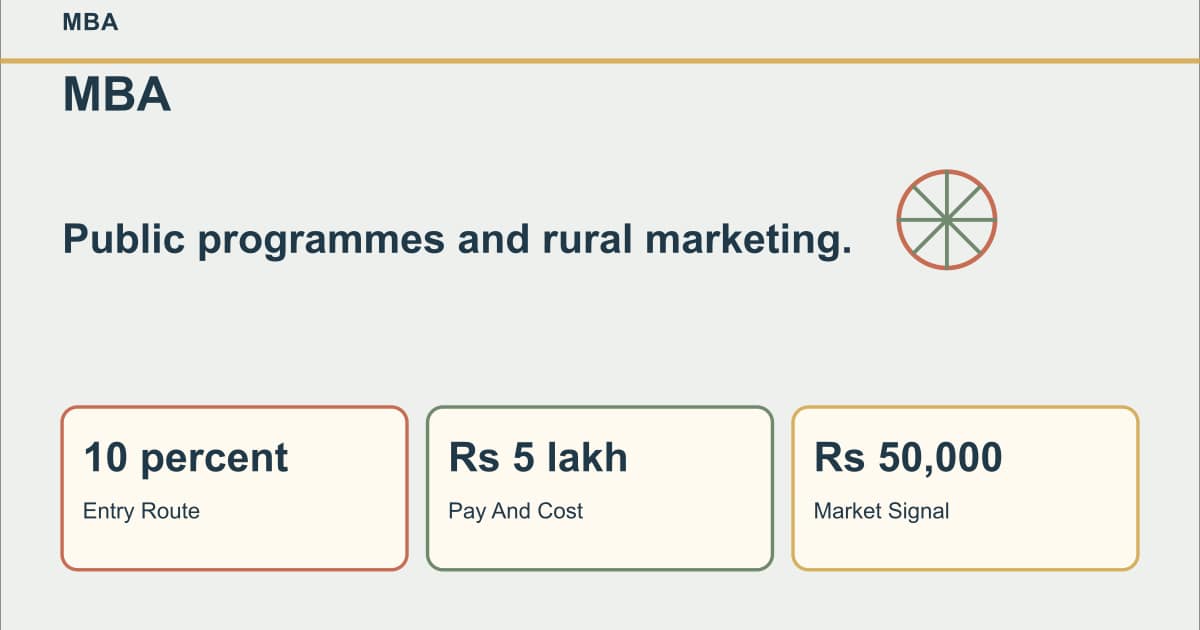 MBA
MBA
Public programmes and rural marketing.
10 percent
Entry Route
Rs 5 lakh
Pay And Cost
Rs 50,000
Market Signal